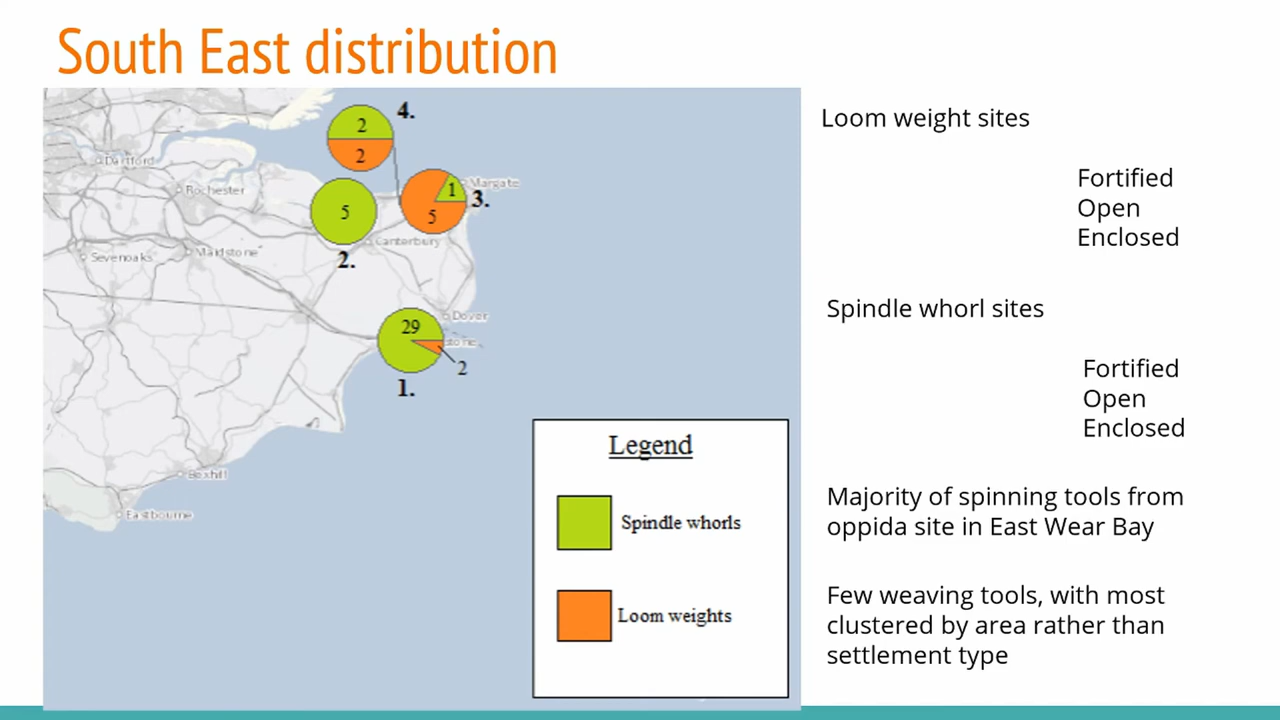 South East distribution
4.
2
2
Dartford
Rochester
Margate
1
3.
5
5
Canterbury
Sevenoaks
Maidstone
2.
Dover
29
stone
2
1.
Bexhill
Eastbourne
Legend
Spindle whorls
Loom weights
Loom weight sites
Fortified
Open
Enclosed
Spindle whorl sites
Fortified
Open
Enclosed
Majority of spinning tools from
oppida site in East Wear Bay
Few weaving tools, with most
clustered by area rather than
settlement type